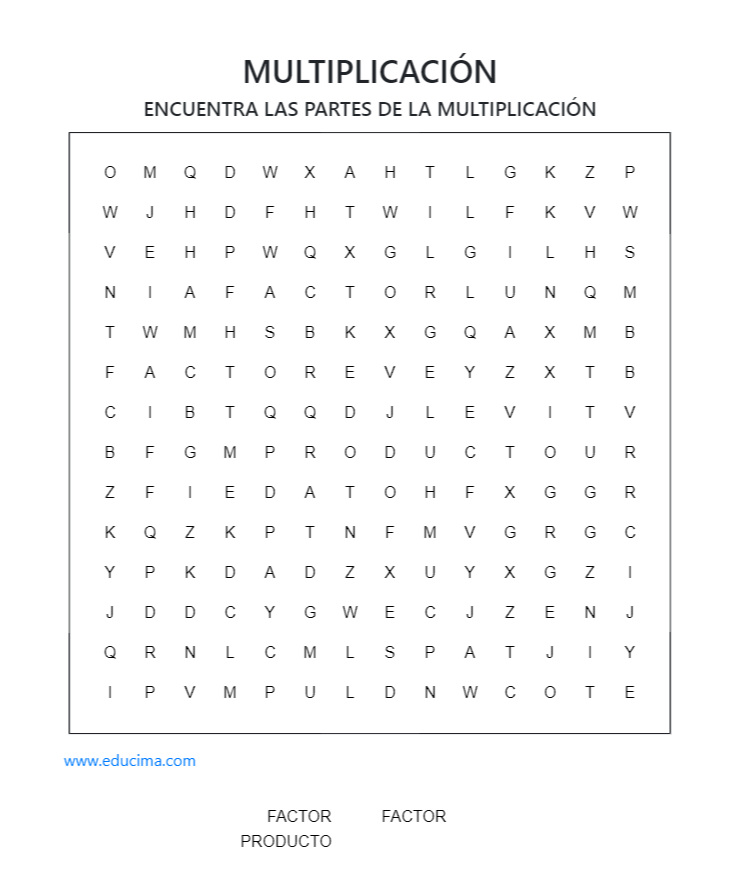 MULTIPLICACIÓN
ENCUENTRA LAS PARTES DE LA MULTIPLICACIÓN
O M Q D W X A H T L G K Z P
W J H D F H T W I L F K V W
V E H P W Q X G L G I L H S
N I A F A C T O R L U N Q M
T W M H S B K X G Q A X M B
F A C T O R E V E Y Z X T B
C I B T Q Q D J L E V I T V
B F G M P R O D U C T O U R
Z F I E D A T O H F X G G R
K Q Z K P T N F M V G R G C
Y P K D A D Z X U Y X G Z I
J D D C Y G W E C J Z E N J
Q R N L C M L S P A T J I Y
I P V M P U L D N W C O T E
www.educima.com
FACTOR FACTOR
PRODUCTO